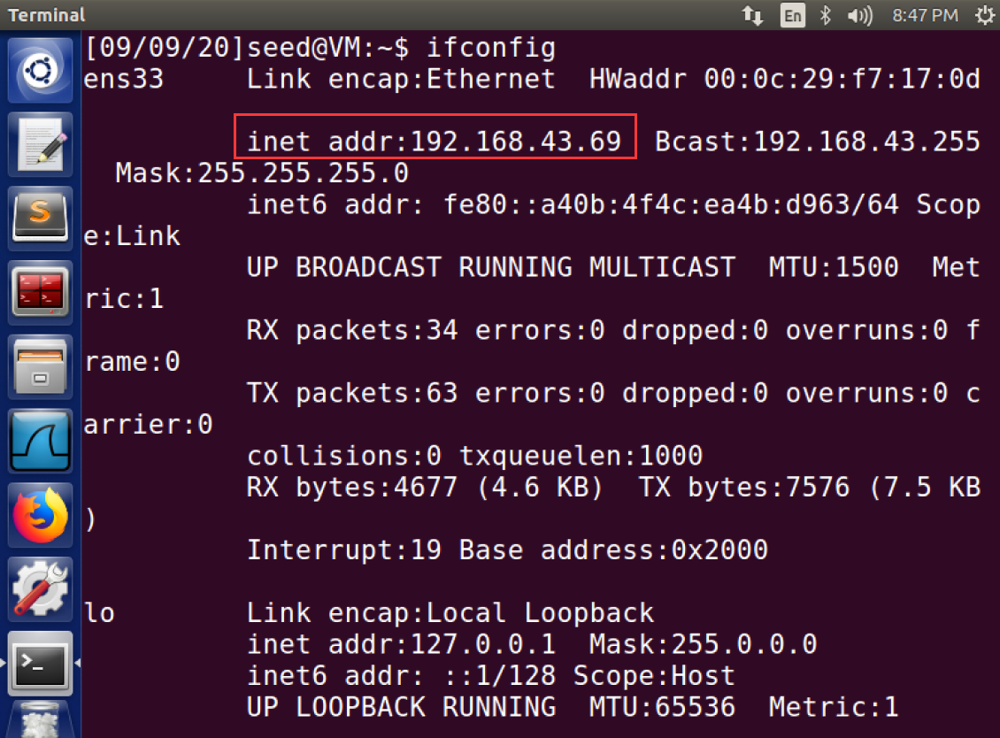 Terminal En 8:47 PM
[09/09/20]seed@VM:~$ ifconfig
ens33     Link encap:Ethernet  HWaddr 00:0c:29:f7:17:0d
          inet addr:192.168.43.69  Bcast:192.168.43.255
  Mask:255.255.255.0
          inet6 addr: fe80::a40b:4f4c:ea4b:d963/64 Scop
e:Link
          UP BROADCAST RUNNING MULTICAST  MTU:1500  Met
ric:1
          RX packets:34 errors:0 dropped:0 overruns:0 f
rame:0
          TX packets:63 errors:0 dropped:0 overruns:0 c
arrier:0
          collisions:0 txqueuelen:1000
          RX bytes:4677 (4.6 KB)  TX bytes:7576 (7.5 KB
)
          Interrupt:19 Base address:0x2000
lo        Link encap:Local Loopback
          inet addr:127.0.0.1  Mask:255.0.0.0
          inet6 addr: ::1/128 Scope:Host
          UP LOOPBACK RUNNING  MTU:65536  Metric:1